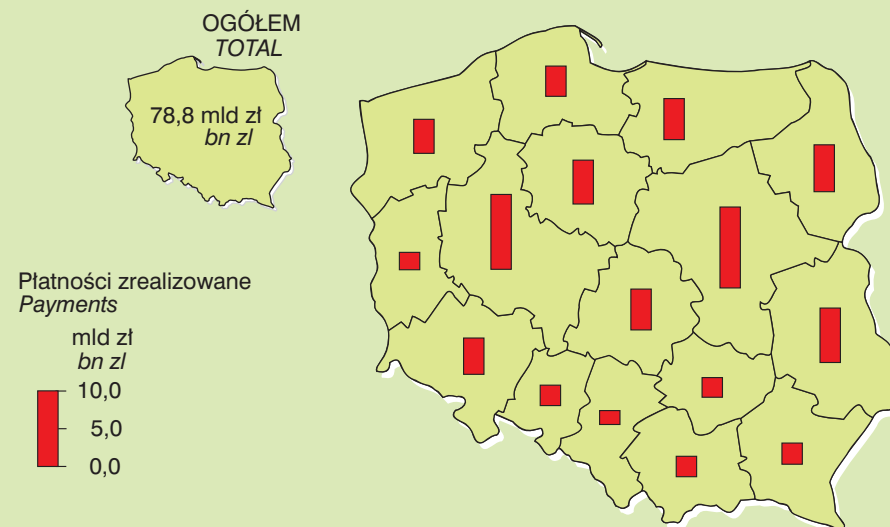 OGÓŁEM
TOTAL
78,8 mld zł
bn zl
Płatności zrealizowane
Payments
mld zł
bn zl
10,0
5,0
0,0